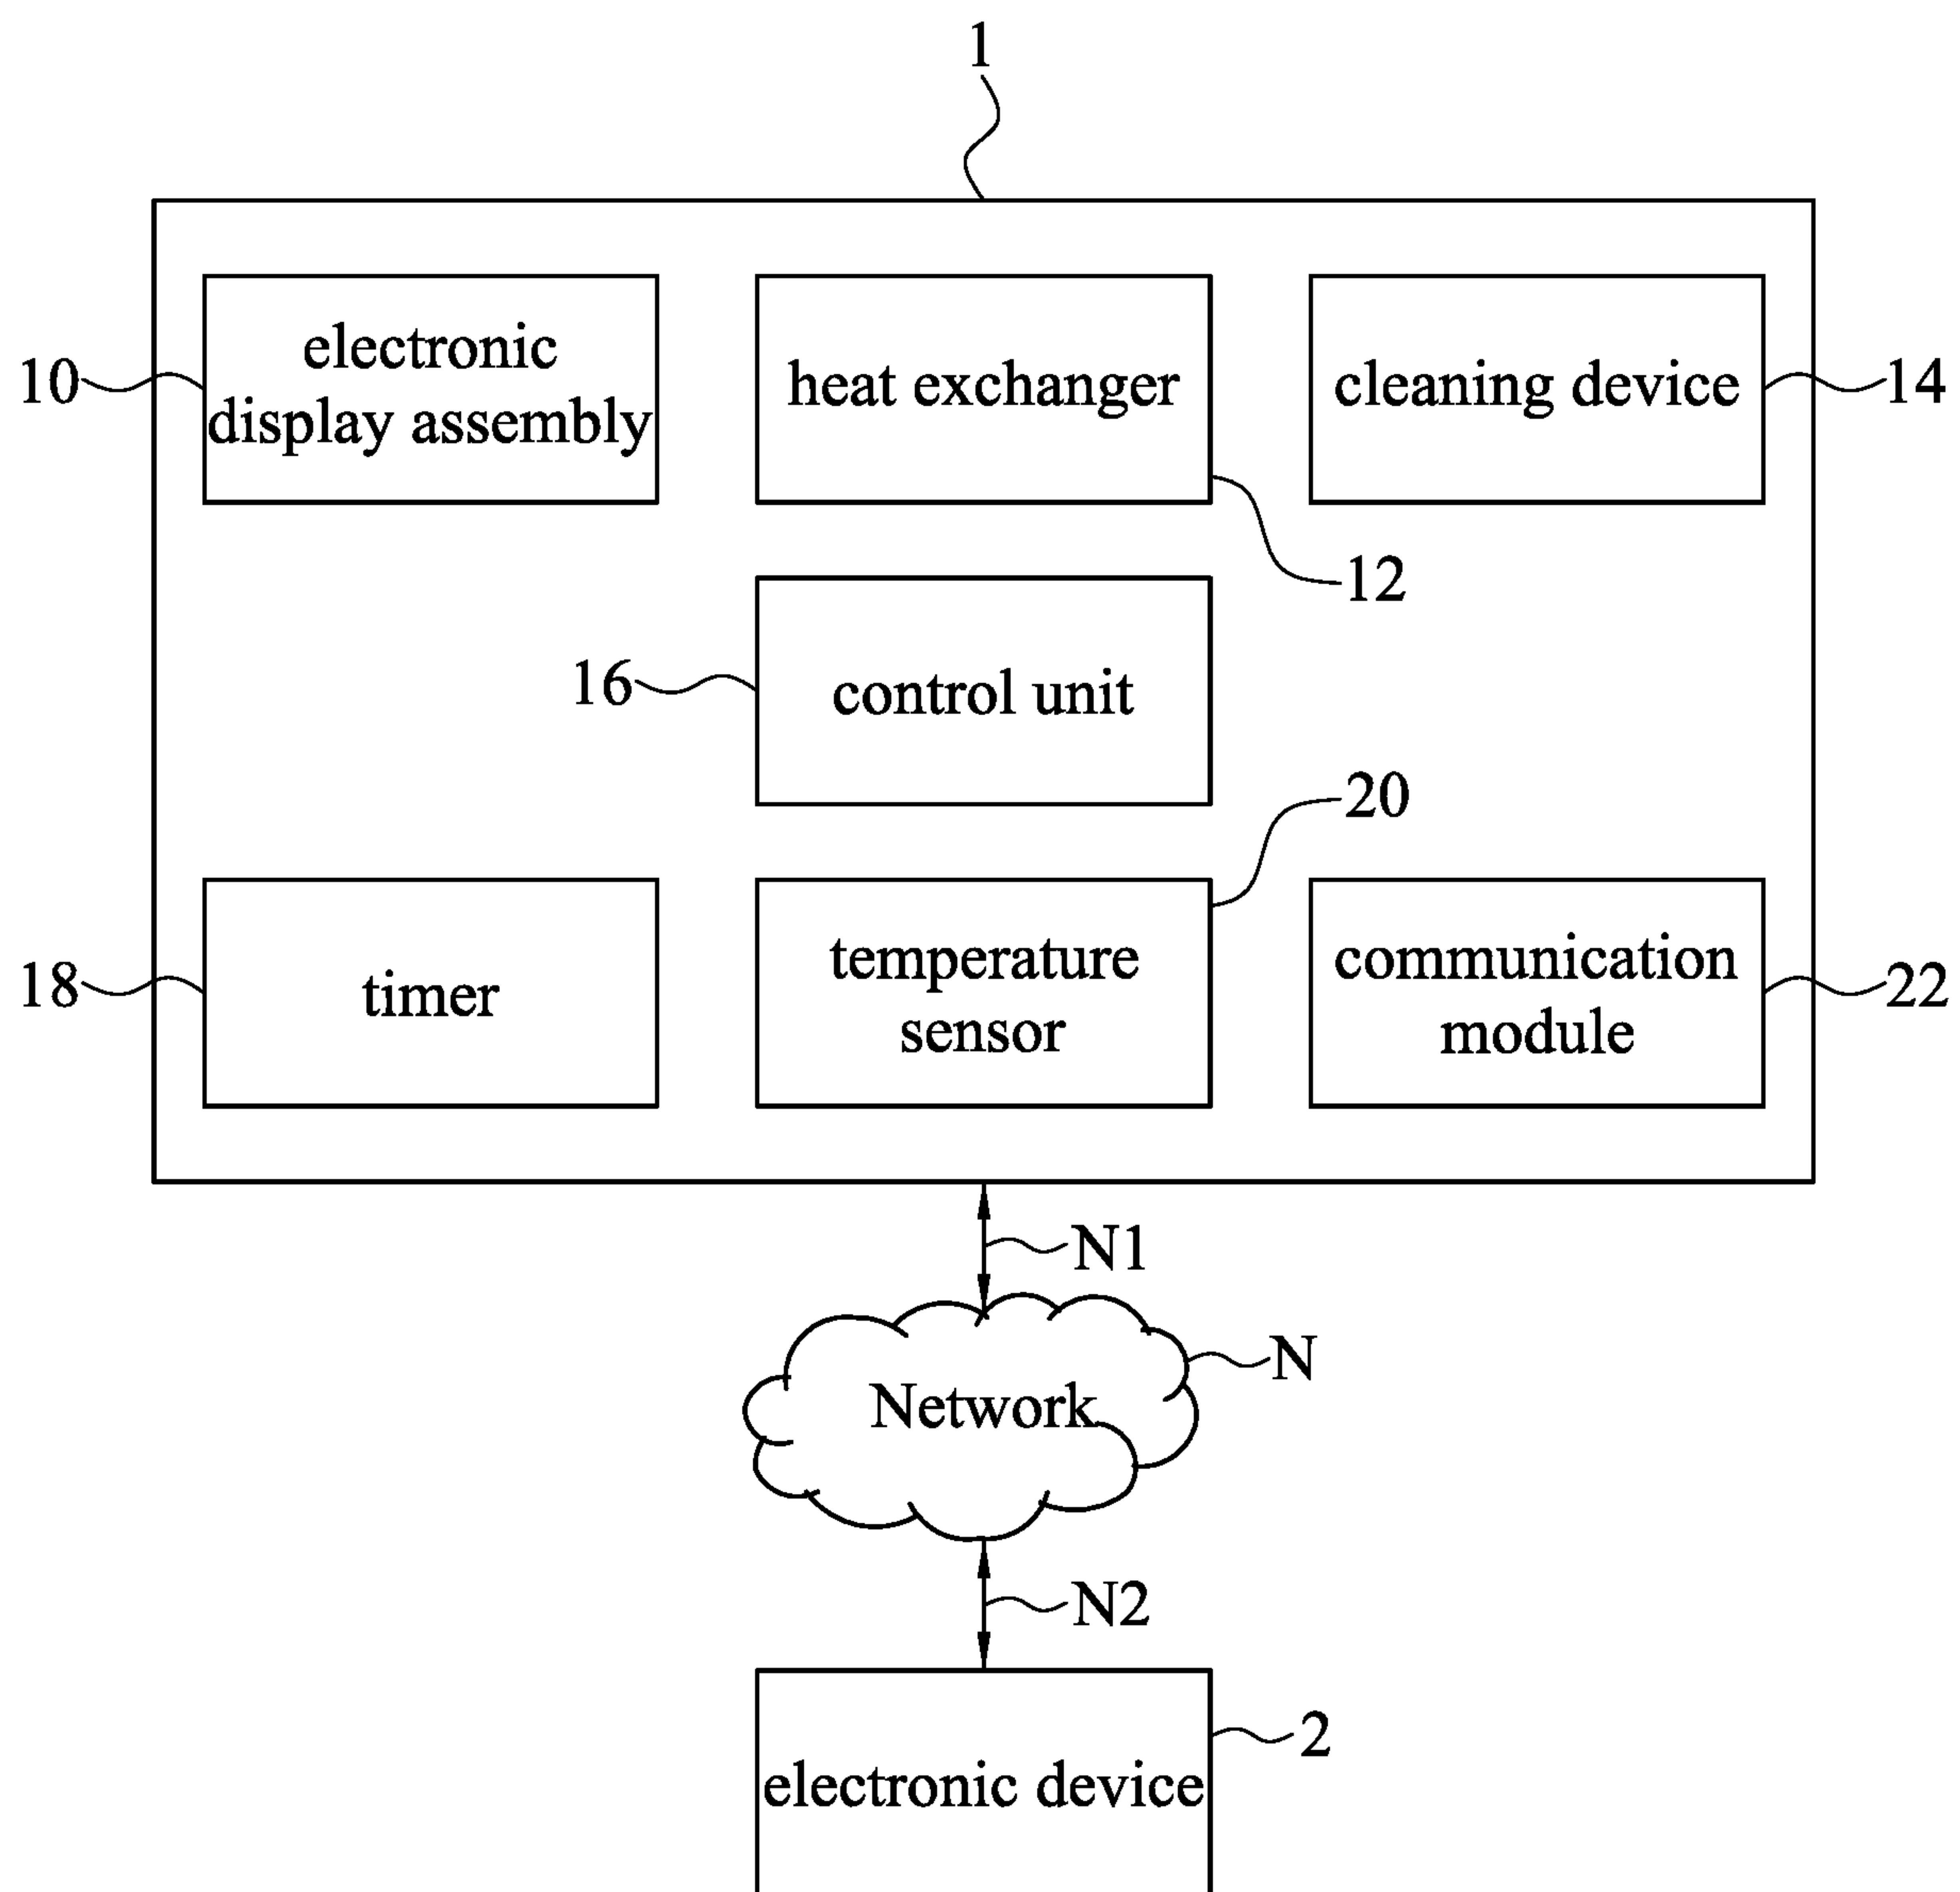 1
electronic
display assembly
10
heat exchanger
12
cleaning device
14
16
control unit
20
18
timer
temperature
sensor
communication
module
22
N1
N
Network
N2
2
electronic device